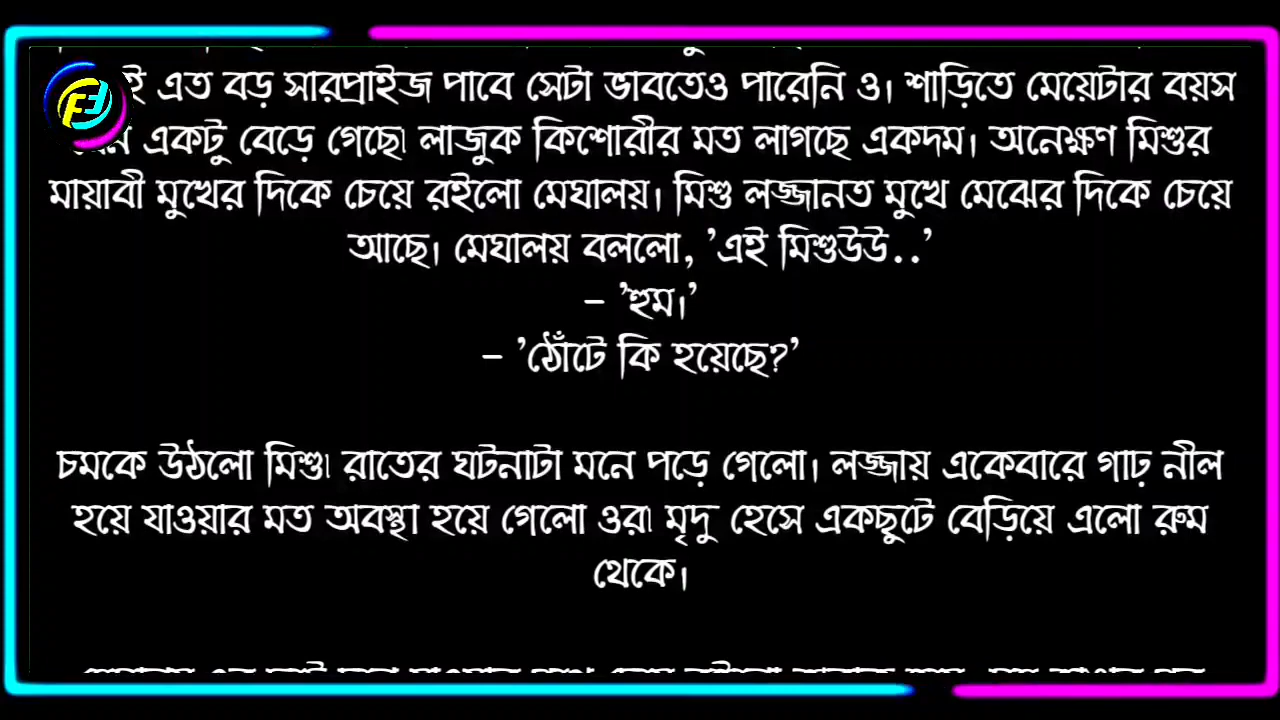 এত বড় সারপ্রাইজ পাবে সেটা ভাবতেও পারেনি ও। শাড়িতে মেয়েটার বয়স
একটু বেড়ে গেছে৷ লাজুক কিশোরীর মত লাগছে একদম। অনেক্ষণ মিশুর
মায়াবী মুখের দিকে চেয়ে রইলো মেঘালয়। মিশু লজ্জানত মুখে মেঝের দিকে চেয়ে
আছে। মেঘালয় বললো, 'এই মিশুউউ..'
– 'হুম।'
– 'ঠোঁটে কি হয়েছে?'
চমকে উঠলো মিশু৷ রাতের ঘটনাটা মনে পড়ে গেলো। লজ্জায় একেবারে গাঢ় নীল
হয়ে যাওয়ার মত অবস্থা হয়ে গেলো ওর৷ মৃদু হেসে একছুটে বেড়িয়ে এলো রুম
থেকে।